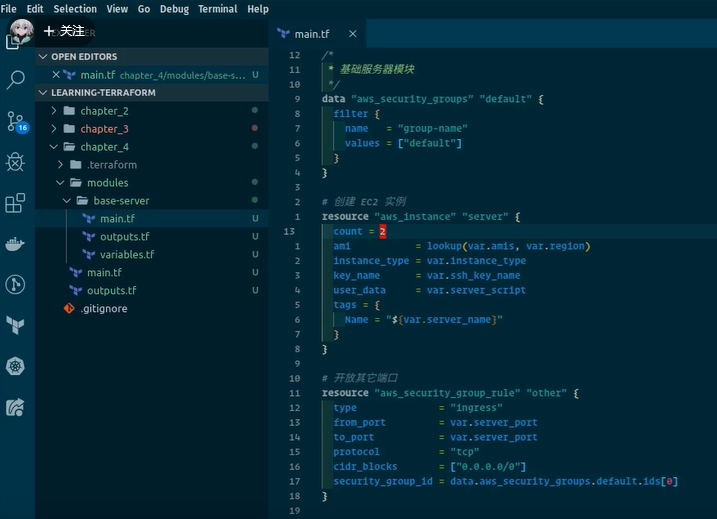 File Edit Selection View Go Debug Terminal Help
关注
main.tf
OPEN EDITORS
main.tf chapter_4/modules/base-s... U
LEARNING-TERRAFORM
chapter_2
chapter_3
chapter_4
.terraform
modules
base-server
main.tf U
outputs.tf U
variables.tf U
main.tf U
outputs.tf U
.gitignore
16
12 /*
11 * 基础服务器模块
10 */
9 data "aws_security_groups" "default" {
8 filter {
7 name = "group-name"
6 values = ["default"]
5 }
4 }
3
2 # 创建 EC2 实例
1 resource "aws_instance" "server" {
13 count = 2
1 ami = lookup(var.amis, var.region)
2 instance_type = var.instance_type
3 key_name = var.ssh_key_name
4 user_data = var.server_script
5 tags = {
6 Name = "${var.server_name}"
7 }
8 }
9
10 # 开放其它端口
11 resource "aws_security_group_rule" "other" {
12 type = "ingress"
13 from_port = var.server_port
14 to_port = var.server_port
15 protocol = "tcp"
16 cidr_blocks = ["0.0.0.0/0"]
17 security_group_id = data.aws_security_groups.default.ids[0]
18 }
19